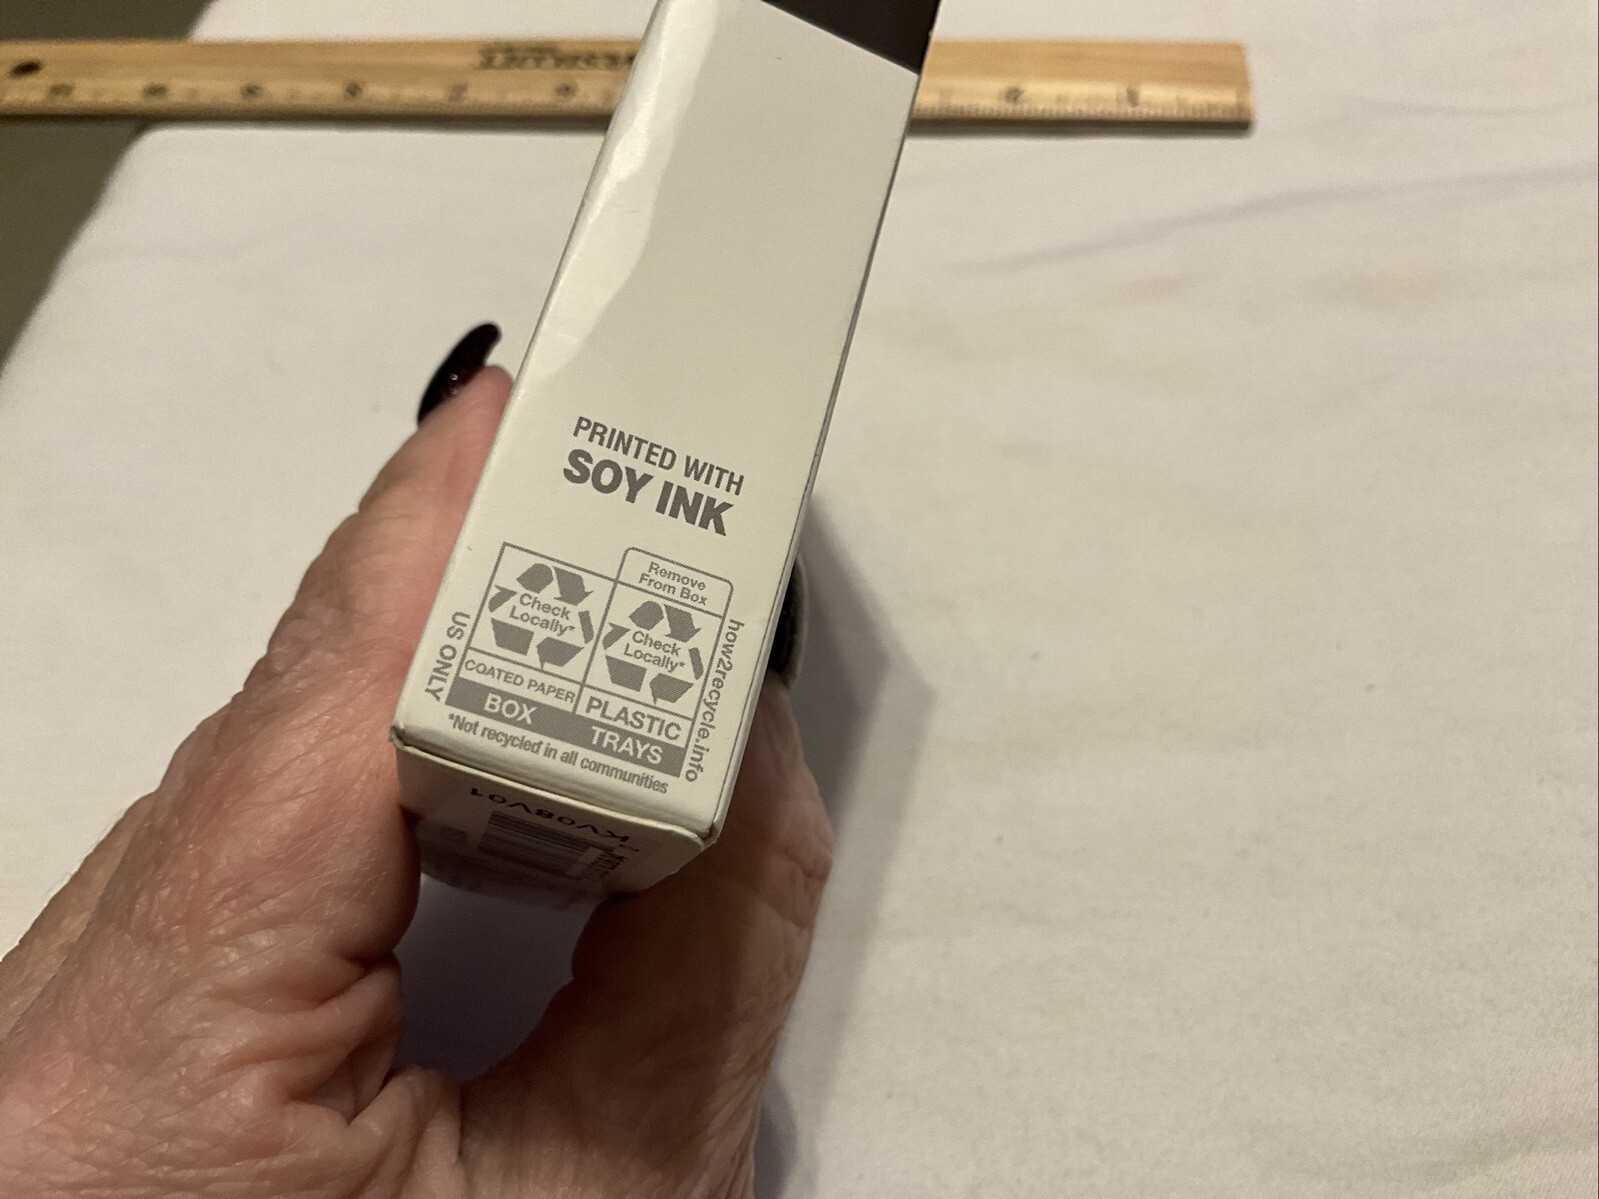 PRINTED WITH
SOY INK
Remove
From Box
Check
Locally*
Check
Locally*
COATED PAPER
PLASTIC
BOX
TRAYS
US ONLY
how2recycle.info
*Not recycled in all communities
KV08V01